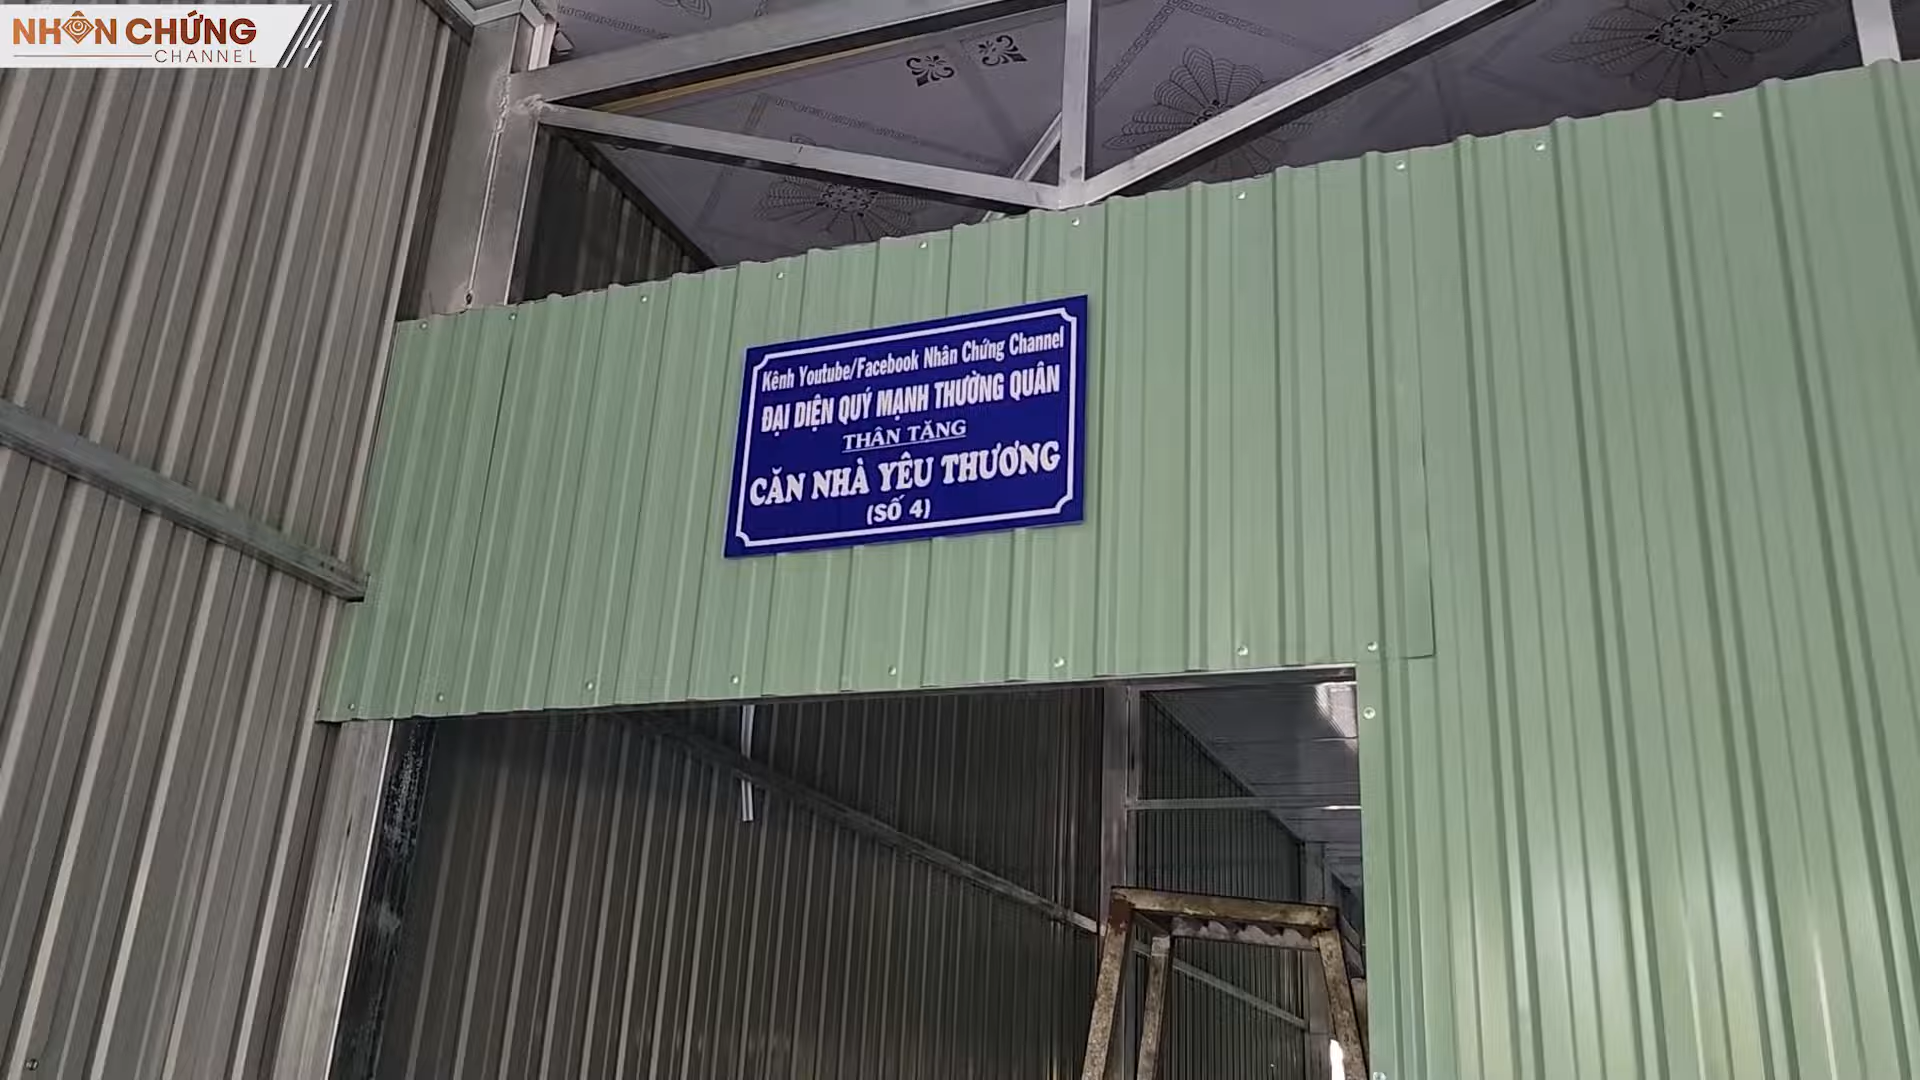 NHÂN CHỨNG
CHANNEL
Kênh Youtube/Facebook Nhân Chứng Channel
ĐẠI DIỆN QUÝ MẠNH THƯỜNG QUÂN
THÂN TẶNG
CĂN NHÀ YÊU THƯƠNG
(SỐ 4)